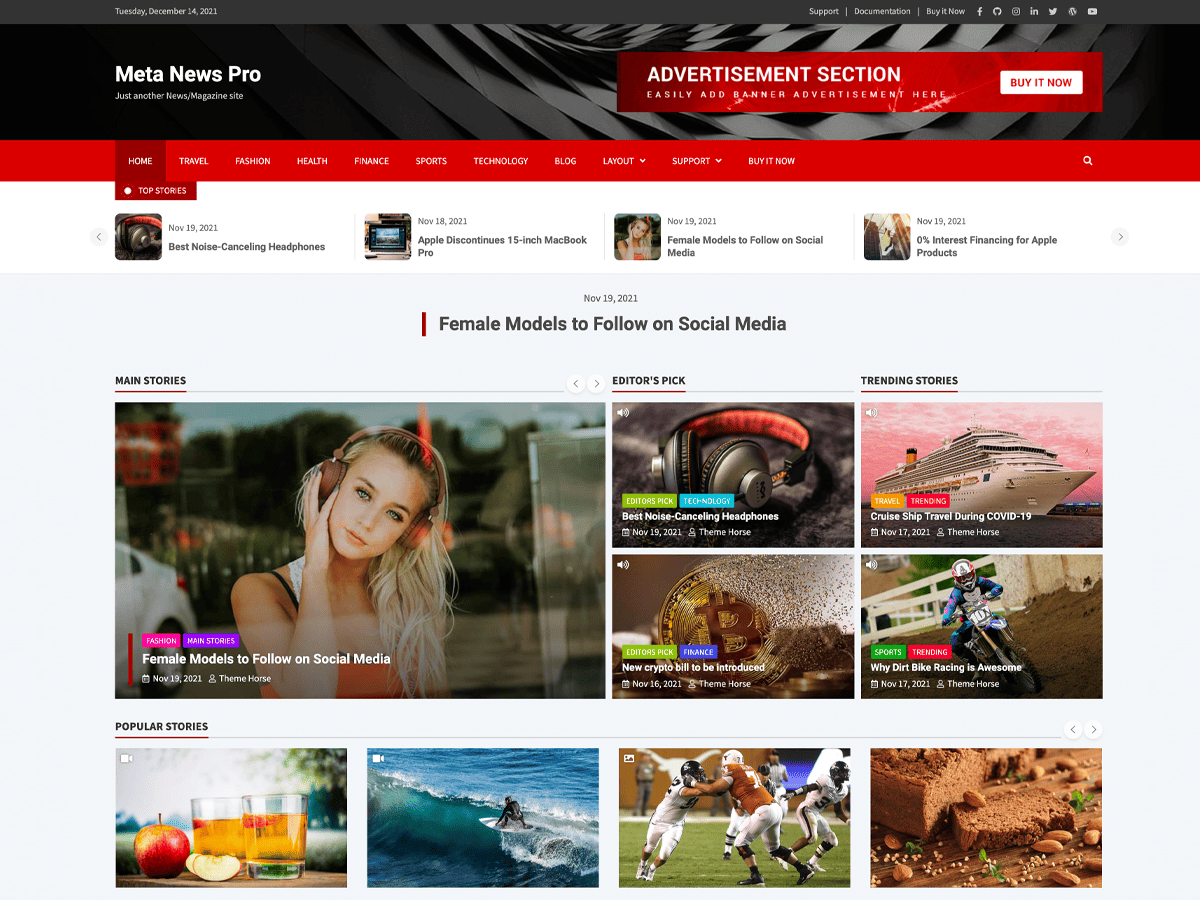 Tuesday, December 14, 2021
Support | Documentation | Buy it Now
Meta News Pro
Just another News/Magazine site
ADVERTISEMENT SECTION
EASILY ADD BANNER ADVERTISEMENT HERE
BUY IT NOW
HOME TRAVEL FASHION HEALTH FINANCE SPORTS TECHNOLOGY BLOG LAYOUT SUPPORT BUY IT NOW
TOP STORIES
Nov 19, 2021
Best Noise-Canceling Headphones
Nov 18, 2021
Apple Discontinues 15-inch MacBook
Pro
Nov 19, 2021
Female Models to Follow on Social
Media
Nov 19, 2021
0% Interest Financing for Apple
Products
Nov 19, 2021
Female Models to Follow on Social Media
MAIN STORIES
FASHION MAIN STORIES
Female Models to Follow on Social Media
Nov 19, 2021 Theme Horse
EDITOR'S PICK
EDITORS PICK TECHNOLOGY
Best Noise-Canceling Headphones
Nov 19, 2021 Theme Horse
EDITORS PICK FINANCE
New crypto bill to be introduced
Nov 16, 2021 Theme Horse
TRENDING STORIES
TRAVEL TRENDING
Cruise Ship Travel During COVID-19
Nov 17, 2021 Theme Horse
SPORTS TRENDING
Why Dirt Bike Racing is Awesome
Nov 17, 2021 Theme Horse
POPULAR STORIES